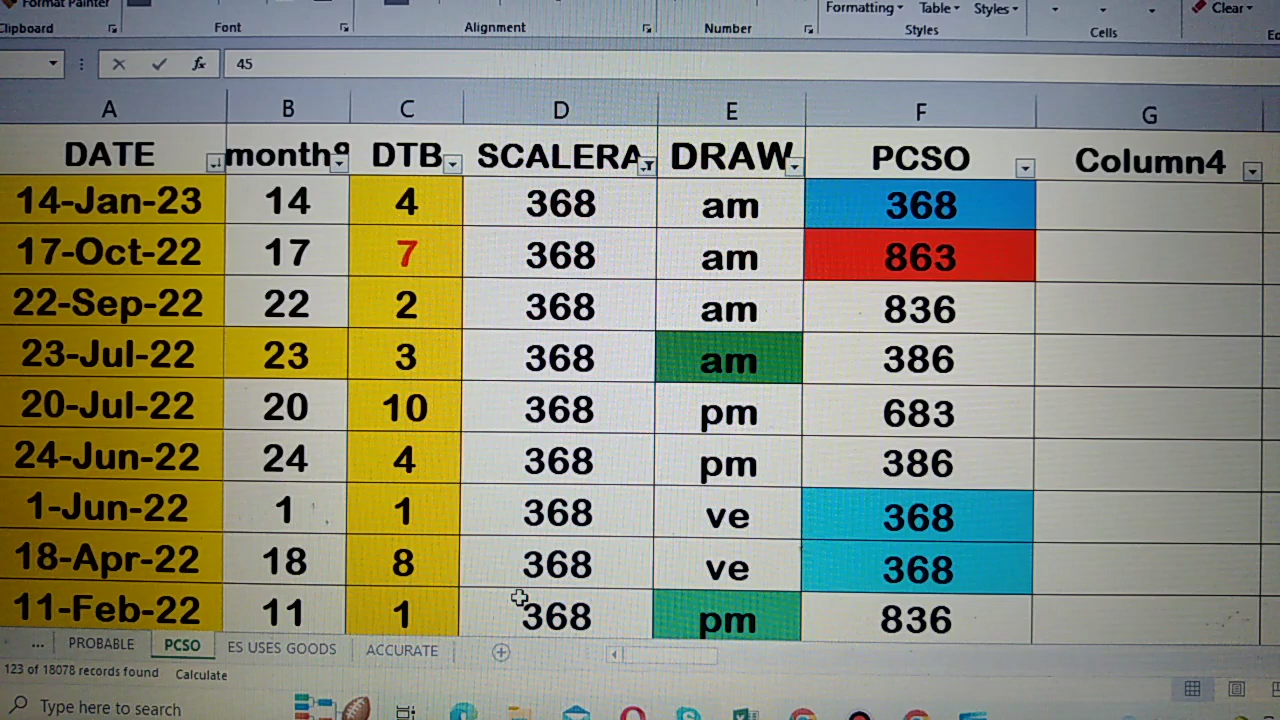 Format Painter
Formatting Table Styles Clear
Clipboard Font Alignment Number Styles Cells
fx 45
A B C D E F G
DATE month DTB SCALERA DRAW PCSO Column4
14-Jan-23 14 4 368 am 368
17-Oct-22 17 7 368 am 863
22-Sep-22 22 2 368 am 836
23-Jul-22 23 3 368 am 386
20-Jul-22 20 10 368 pm 683
24-Jun-22 24 4 368 pm 386
1-Jun-22 1 1 368 ve 368
18-Apr-22 18 8 368 ve 368
11-Feb-22 11 1 368 pm 836
... PROBABLE PCSO ES USES GOODS ACCURATE
123 of 18078 records found Calculate
Type here to search